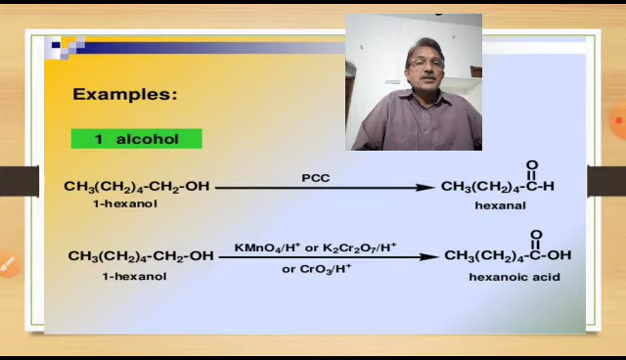 Examples:
1 alcohol
PCC
O
CH₃(CH₂)₄-CH₂-OH
CH₃(CH₂)₄-C-H
1-hexanol
hexanal
O
KMnO₄/H⁺ or K₂Cr₂O₇/H⁺
CH₃(CH₂)₄-CH₂-OH
CH₃(CH₂)₄-C-OH
or CrO₃/H⁺
1-hexanol
hexanoic acid